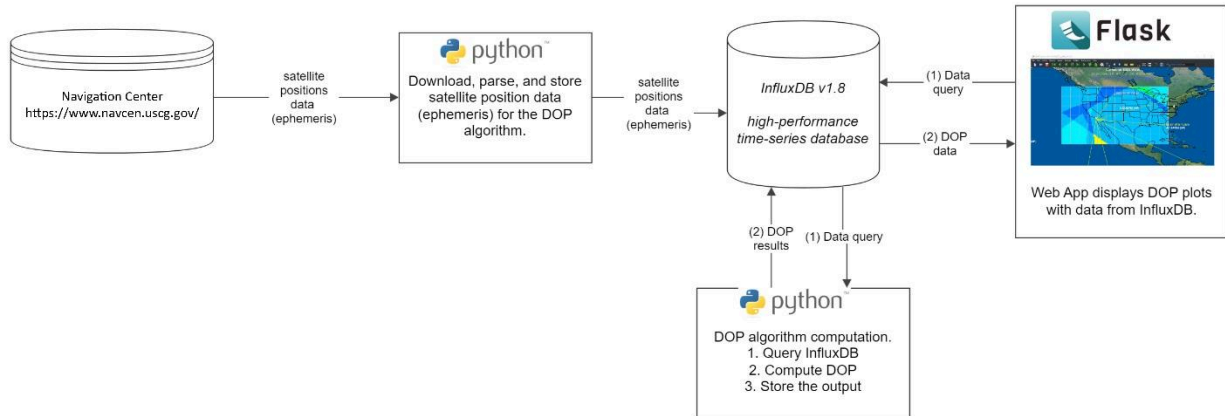 Navigation Center
https://www.navcen.uscg.gov/
satellite
positions
data
(ephemeris)
python™
Download, parse, and store
satellite position data
(ephemeris) for the DOP
algorithm.
satellite
positions
data
(ephemeris)
InfluxDB v1.8
high-performance
time-series database
(1) Data
query
(2) DOP
data
Flask
Web App displays DOP plots
with data from InfluxDB.
(2) DOP
results
(1) Data query
python™
DOP algorithm computation.
1. Query InfluxDB
2. Compute DOP
3. Store the output